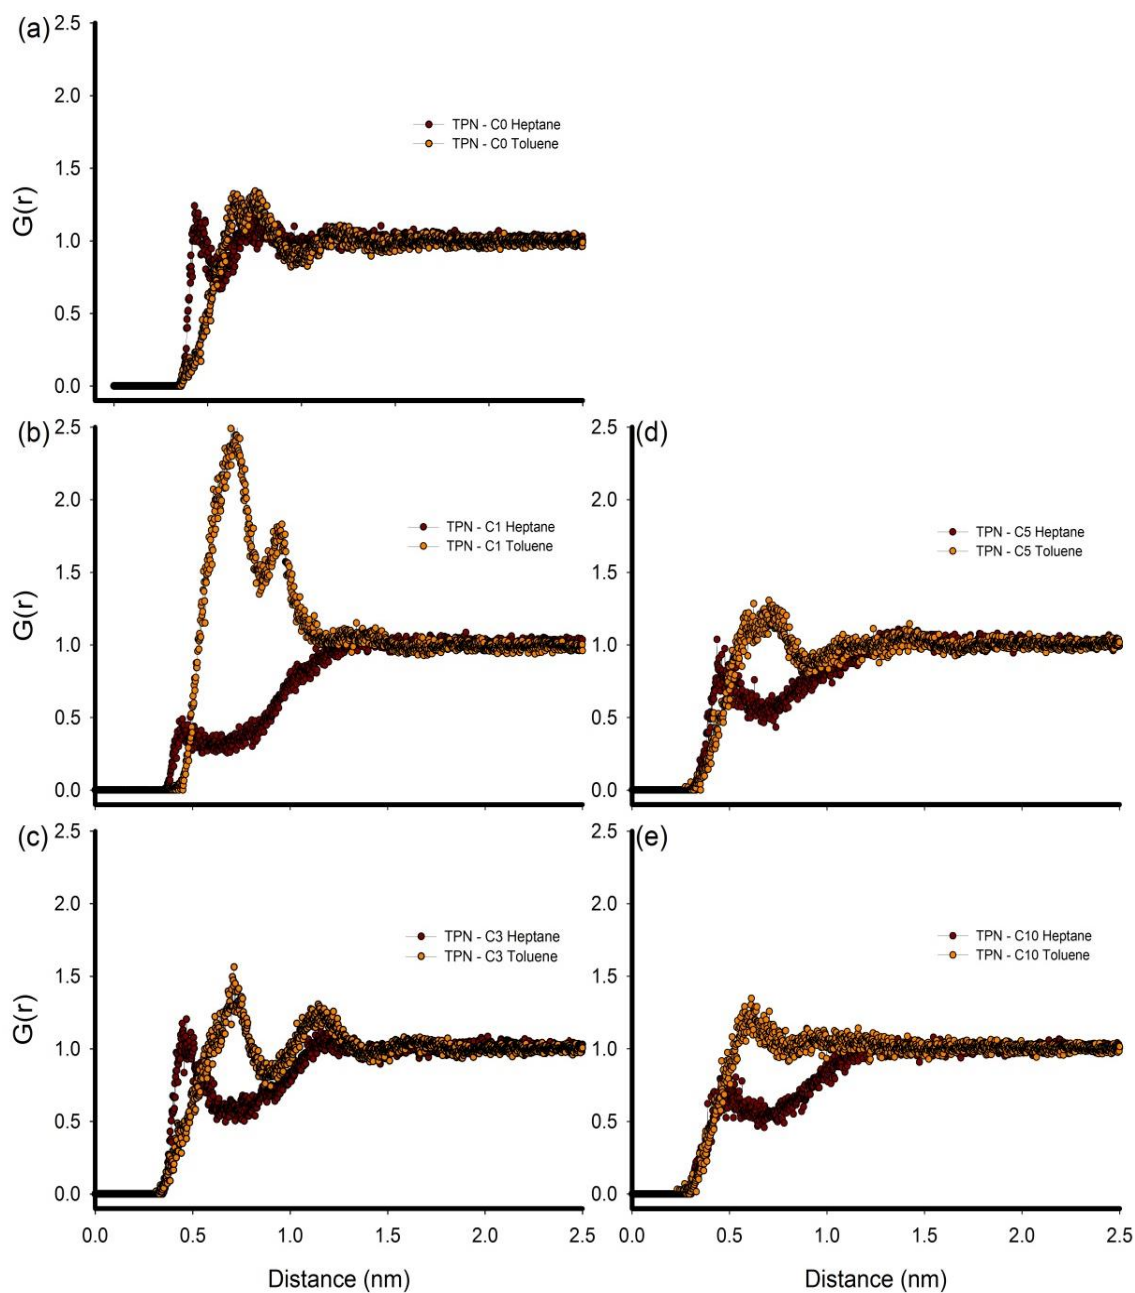 (a)
2.5
2.0
1.5
1.0
0.5
0.0
G(r)
TPN - C0 Heptane
TPN - C0 Toluene
(b)
2.5
2.0
1.5
1.0
0.5
0.0
G(r)
TPN - C1 Heptane
TPN - C1 Toluene
(d)
2.5
2.0
1.5
1.0
0.5
0.0
TPN - C5 Heptane
TPN - C5 Toluene
(c)
2.5
2.0
1.5
1.0
0.5
0.0
G(r)
TPN - C3 Heptane
TPN - C3 Toluene
0.0 0.5 1.0 1.5 2.0 2.5
Distance (nm)
(e)
2.5
2.0
1.5
1.0
0.5
0.0
TPN - C10 Heptane
TPN - C10 Toluene
0.0 0.5 1.0 1.5 2.0 2.5
Distance (nm)